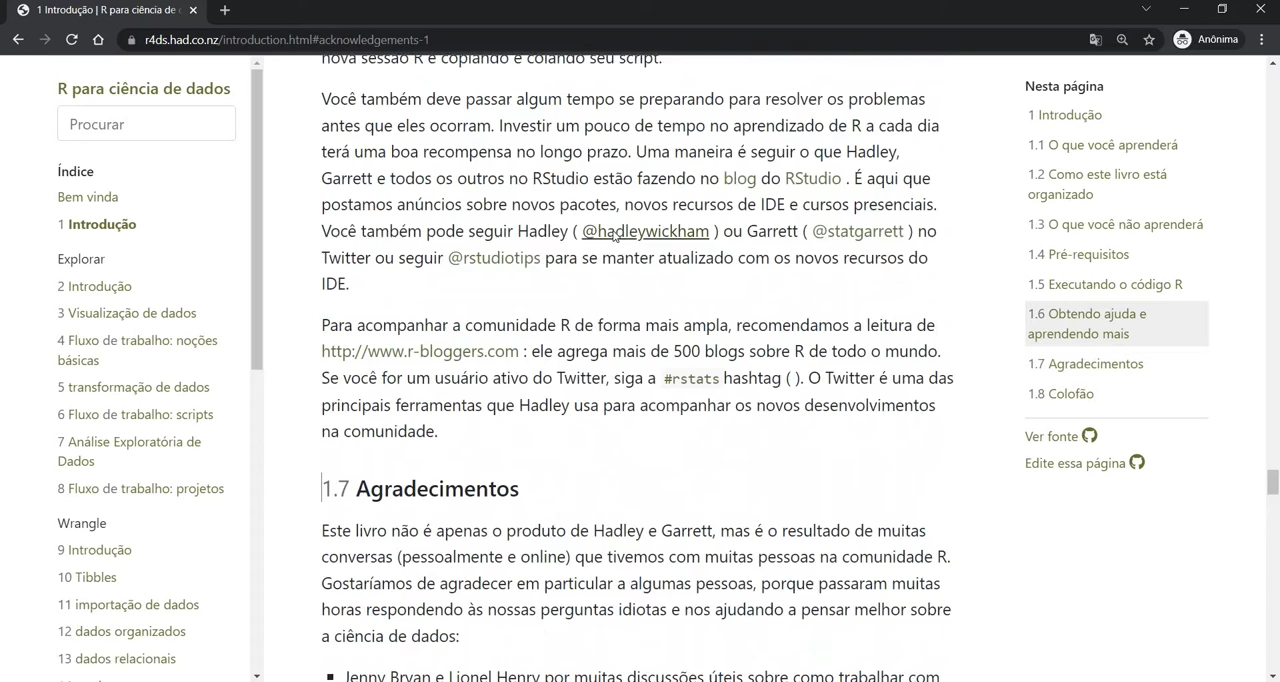 1 Introdução | R para ciência de
r4ds.had.co.nz/introduction.html#acknowledgements-1
Anônima
R para ciência de dados
Procurar
Índice
Bem vinda
1 Introdução
Explorar
2 Introdução
3 Visualização de dados
4 Fluxo de trabalho: noções
básicas
5 transformação de dados
6 Fluxo de trabalho: scripts
7 Análise Exploratória de
Dados
8 Fluxo de trabalho: projetos
Wrangle
9 Introdução
10 Tibbles
11 importação de dados
12 dados organizados
13 dados relacionais
nova sessão R e copiando e colando seu script.
Você também deve passar algum tempo se preparando para resolver os problemas
antes que eles ocorram. Investir um pouco de tempo no aprendizado de R a cada dia
terá uma boa recompensa no longo prazo. Uma maneira é seguir o que Hadley,
Garrett e todos os outros no RStudio estão fazendo no blog do RStudio . É aqui que
postamos anúncios sobre novos pacotes, novos recursos de IDE e cursos presenciais.
Você também pode seguir Hadley ( @hadleywickham ) ou Garrett ( @statgarrett ) no
Twitter ou seguir @rstudiotips para se manter atualizado com os novos recursos do
IDE.
Para acompanhar a comunidade R de forma mais ampla, recomendamos a leitura de
http://www.r-bloggers.com : ele agrega mais de 500 blogs sobre R de todo o mundo.
Se você for um usuário ativo do Twitter, siga a #rstats hashtag ( ). O Twitter é uma das
principais ferramentas que Hadley usa para acompanhar os novos desenvolvimentos
na comunidade.
1.7 Agradecimentos
Este livro não é apenas o produto de Hadley e Garrett, mas é o resultado de muitas
conversas (pessoalmente e online) que tivemos com muitas pessoas na comunidade R.
Gostaríamos de agradecer em particular a algumas pessoas, porque passaram muitas
horas respondendo às nossas perguntas idiotas e nos ajudando a pensar melhor sobre
a ciência de dados:
Jenny Bryan e Lionel Henry por muitas discussões úteis sobre como trabalhar com
Nesta página
1 Introdução
1.1 O que você aprenderá
1.2 Como este livro está
organizado
1.3 O que você não aprenderá
1.4 Pré-requisitos
1.5 Executando o código R
1.6 Obtendo ajuda e
aprendendo mais
1.7 Agradecimentos
1.8 Colofão
Ver fonte
Edite essa página